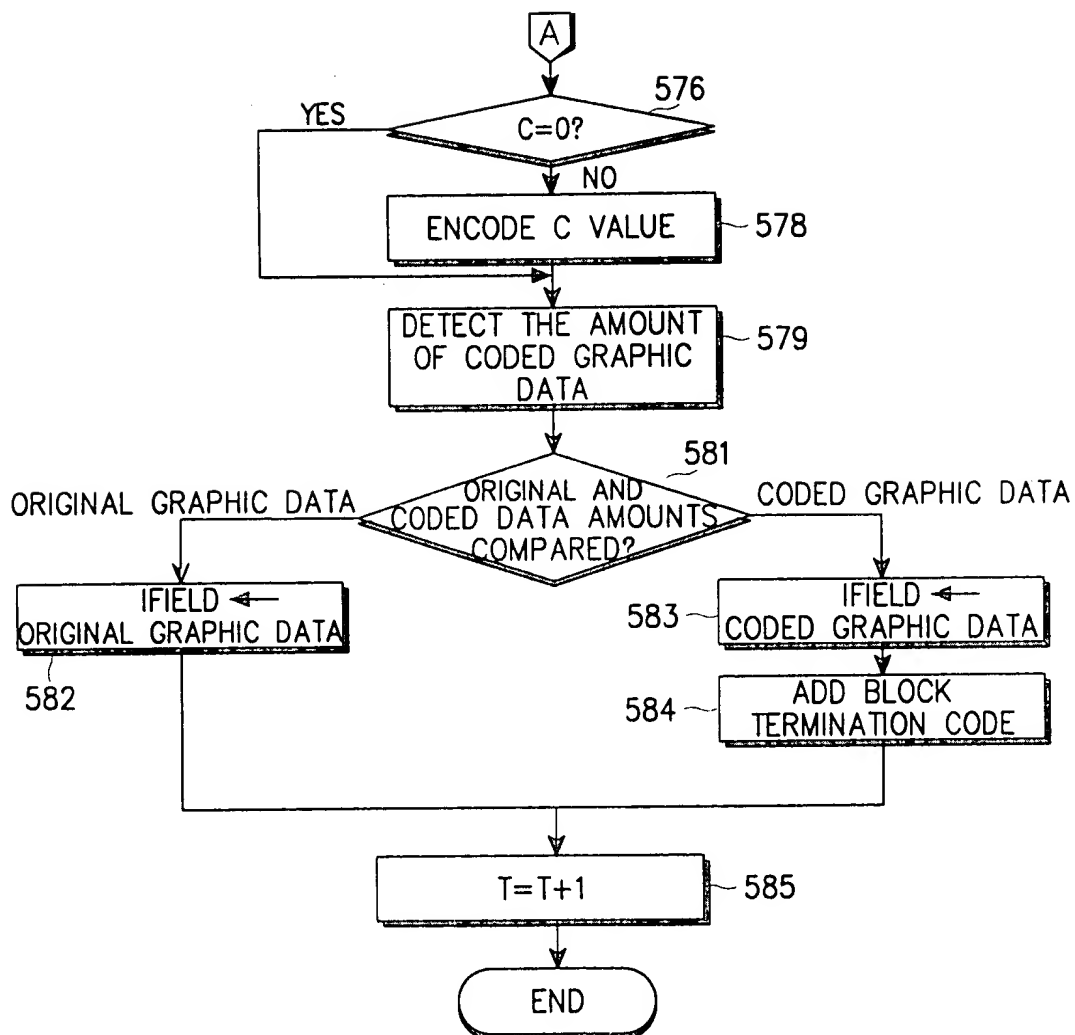 A
576
YES
C=0?
NO
ENCODE C VALUE
578
DETECT THE AMOUNT
OF CODED GRAPHIC
DATA
579
581
ORIGINAL GRAPHIC DATA
ORIGINAL AND
CODED DATA AMOUNTS
COMPARED?
CODED GRAPHIC DATA
IFIELD ←
ORIGINAL GRAPHIC DATA
582
583
IFIELD ←
CODED GRAPHIC DATA
584
ADD BLOCK
TERMINATION CODE
T=T+1
585
END